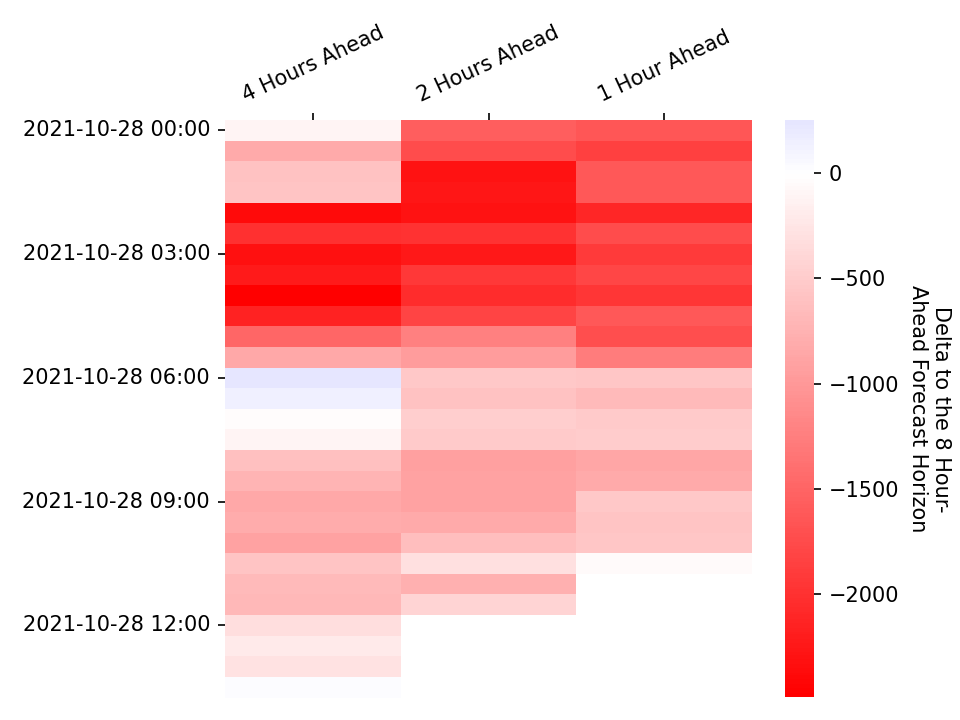 4 Hours Ahead
2 Hours Ahead
1 Hour Ahead
2021-10-28 00:00
2021-10-28 03:00
2021-10-28 06:00
2021-10-28 09:00
2021-10-28 12:00
0
−500
−1000
−1500
−2000
Delta to the 8 Hour-
Ahead Forecast Horizon